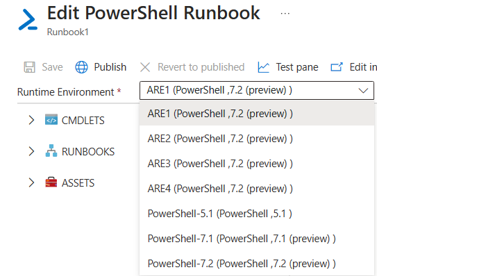 Edit PowerShell Runbook ...
Runbook1
Save Publish Revert to published Test pane Edit in
Runtime Environment * ARE1 (PowerShell ,7.2 (preview) )
ARE1 (PowerShell ,7.2 (preview) )
CMDLETS
ARE2 (PowerShell ,7.2 (preview) )
RUNBOOKS
ARE3 (PowerShell ,7.2 (preview) )
ASSETS
ARE4 (PowerShell ,7.2 (preview) )
PowerShell-5.1 (PowerShell ,5.1 )
PowerShell-7.1 (PowerShell ,7.1 (preview) )
PowerShell-7.2 (PowerShell ,7.2 (preview) )